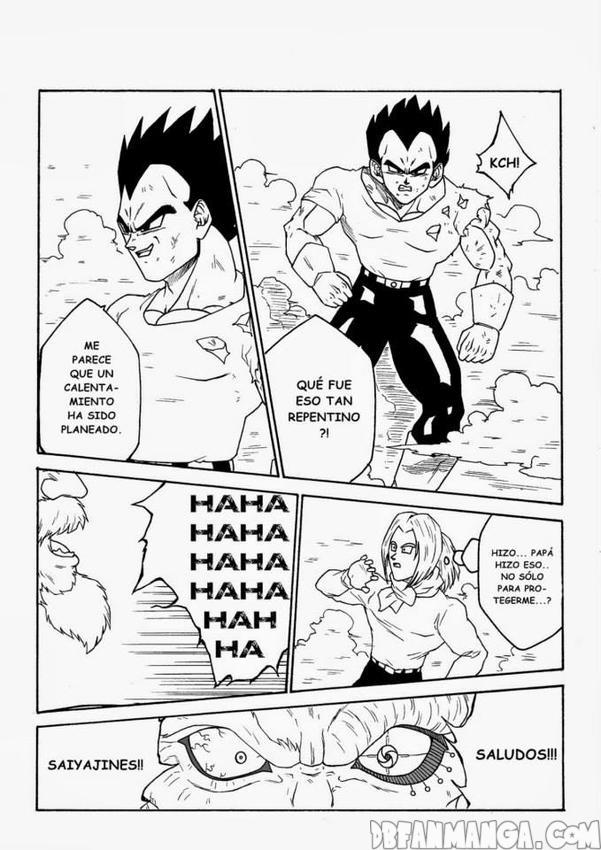 ME
PARECE
QUE UN
CALENTA-
MIENTO
HA SIDO
PLANEADO.
KCH!
QUÉ FUE
ESO TAN
REPENTINO
?!
HAHA
HAHA
HAHA
HAHA
HAH
HA
HIZO... PAPÁ
HIZO ESO..
NO SÓLO
PARA PRO-
TEGERME...?
SAIYAJINES!!
SALUDOS!!!
DBFANMANGA.COM